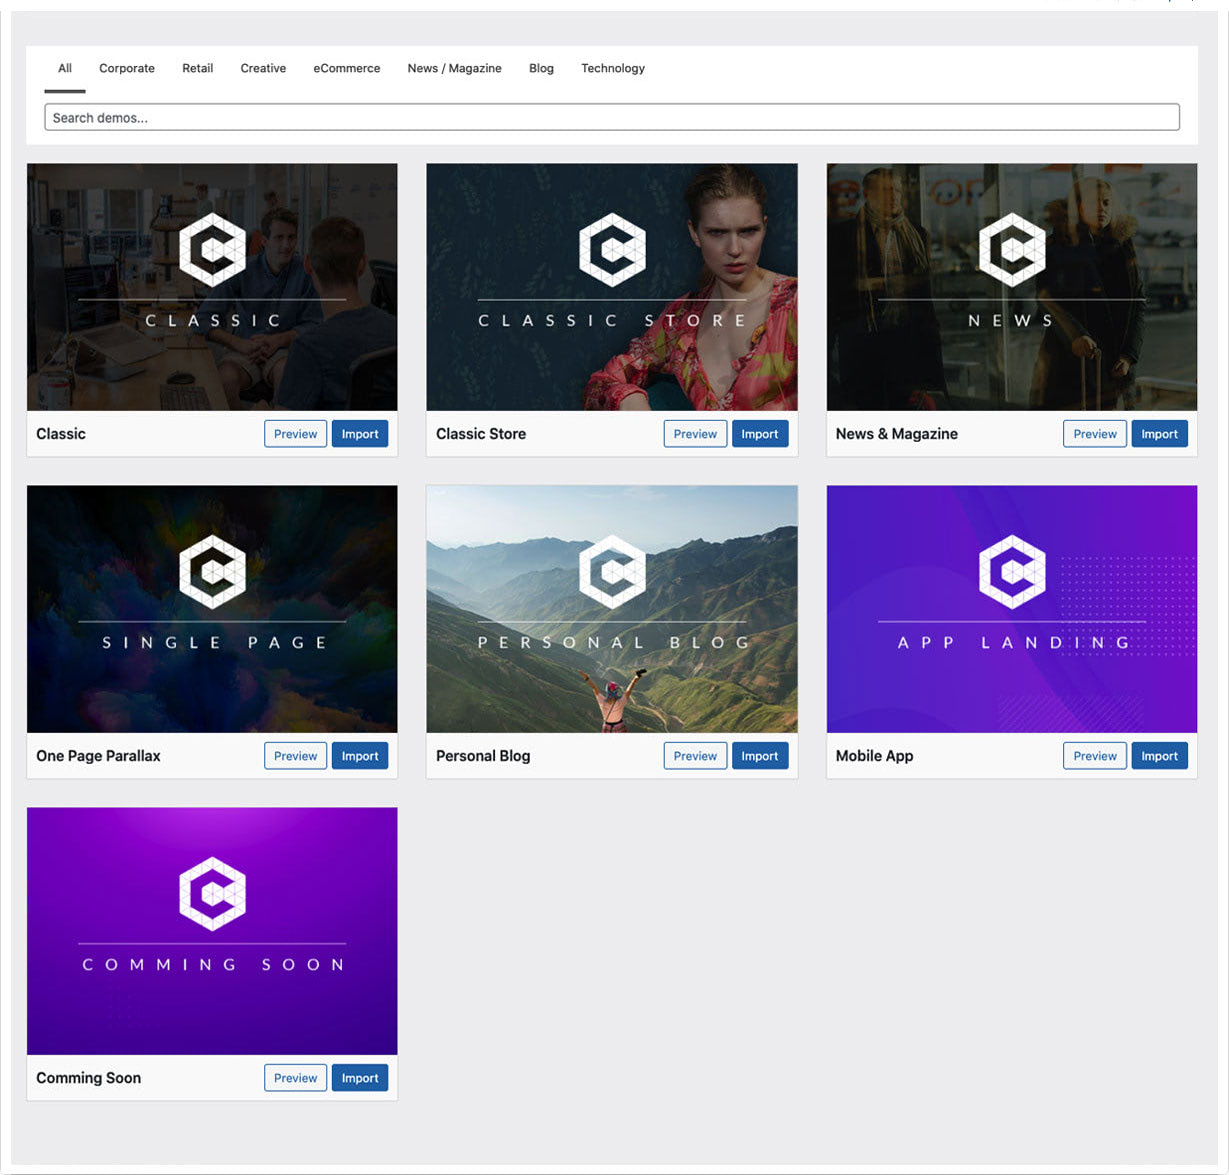 All Corporate Retail Creative eCommerce News / Magazine Blog Technology
Search demos...
CLASSIC
CLASSIC STORE
NEWS
Classic Preview Import
Classic Store Preview Import
News & Magazine Preview Import
SINGLE PAGE
PERSONAL BLOG
APP LANDING
One Page Parallax Preview Import
Personal Blog Preview Import
Mobile App Preview Import
COMMING SOON
Comming Soon Preview Import